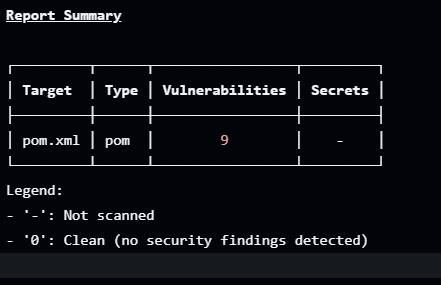 Report Summary
Target Type Vulnerabilities Secrets
pom.xml pom 9 -
Legend:
- '-': Not scanned
- '0': Clean (no security findings detected)